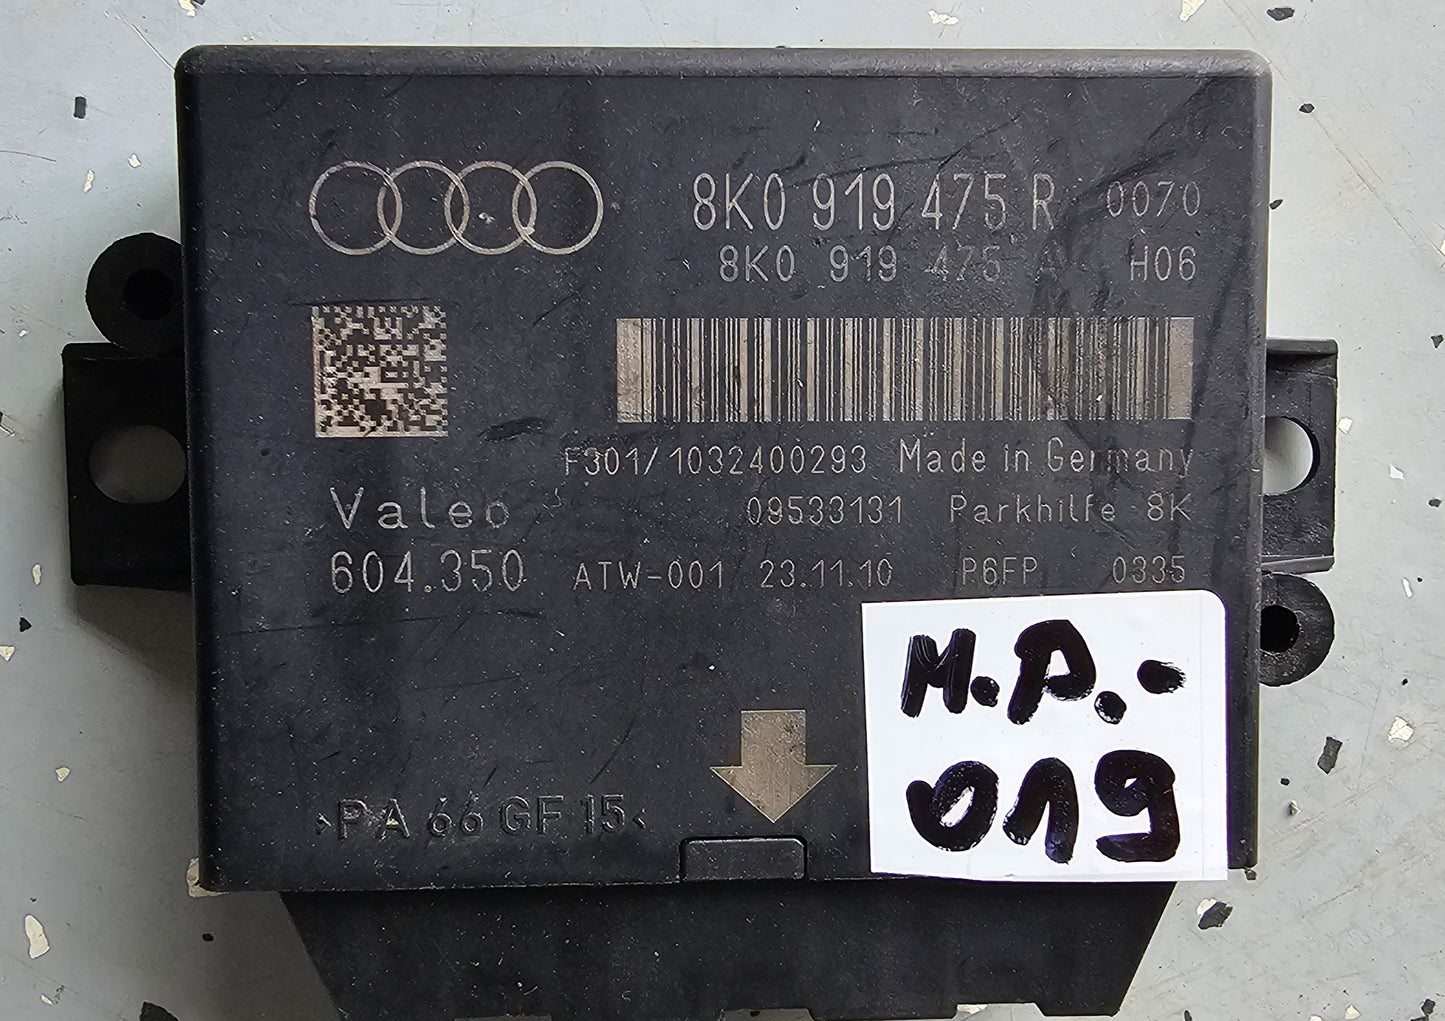 8K0 919 475 R 0070
8K0 919 475 A H06
F301/1032400293 Made in Germany
Valeo 09533131 Parkhilfe 8K
604.350 ATW-001 23.11.10 P6FP 0335
M.P.-
019
>PA 66 GF 15<